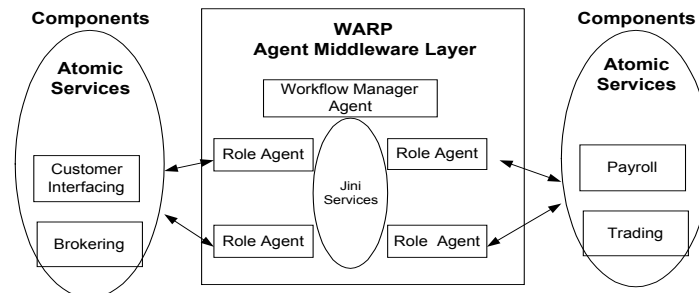 Components
Atomic
Services
Customer
Interfacing
Brokering
WARP
Agent Middleware Layer
Workflow Manager
Agent
Role Agent
Role Agent
Jini
Services
Role Agent
Role Agent
Components
Atomic
Services
Payroll
Trading